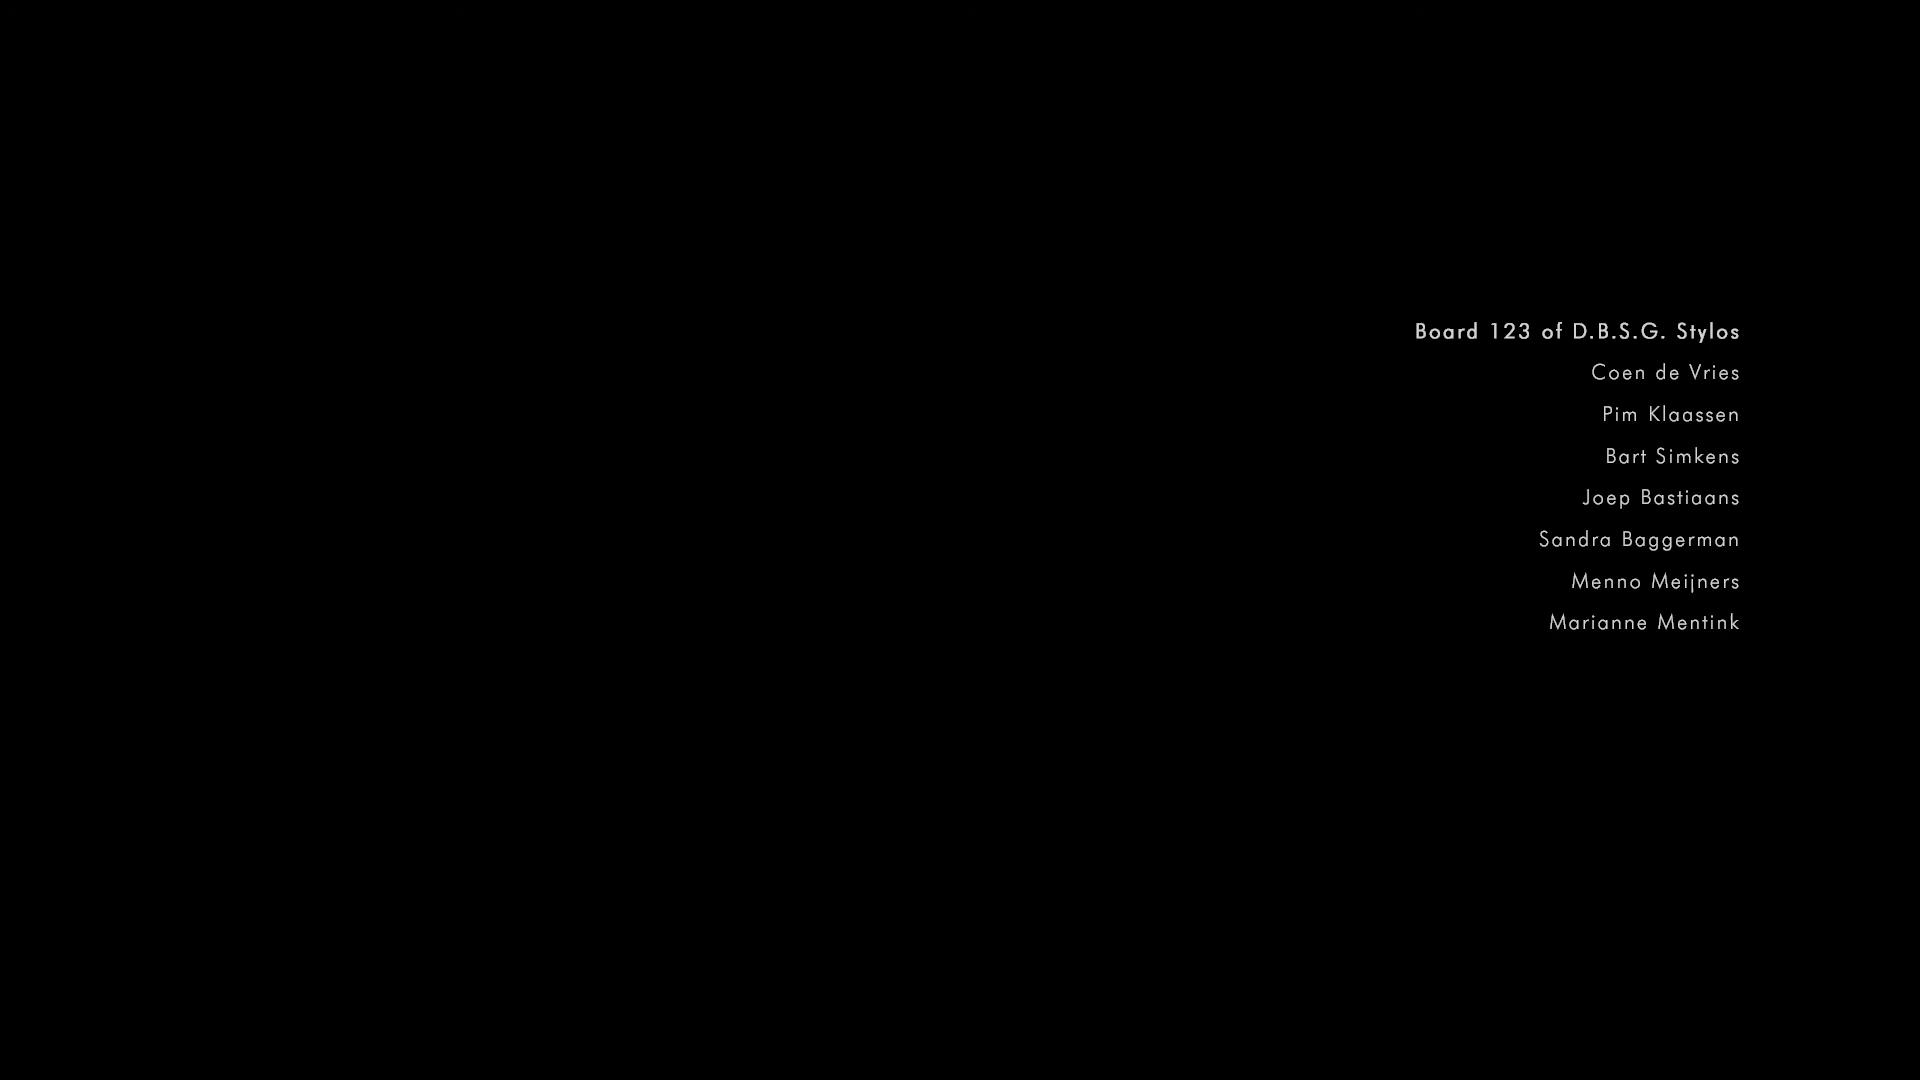 Board 123 of D.B.S.G. Stylos
Coen de Vries
Pim Klaassen
Bart Simkens
Joep Bastiaans
Sandra Baggerman
Menno Meijners
Marianne Mentink